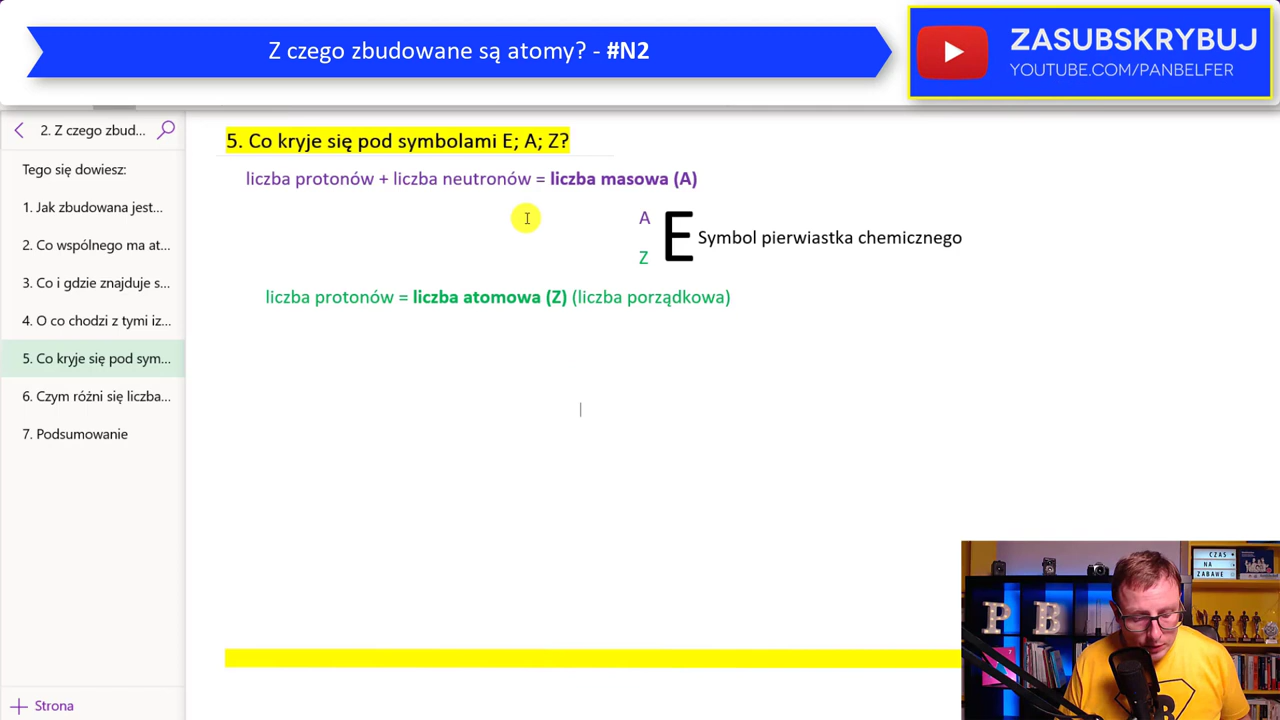 Z czego zbudowane są atomy? - #N2
ZASUBSKRYBUJ
YOUTUBE.COM/PANBELFER
2. Z czego zbud...
Tego się dowiesz:
1. Jak zbudowana jest...
2. Co wspólnego ma at...
3. Co i gdzie znajduje s...
4. O co chodzi z tymi iz...
5. Co kryje się pod sym...
6. Czym różni się liczba...
7. Podsumowanie
Strona
5. Co kryje się pod symbolami E; A; Z?
liczba protonów + liczba neutronów = liczba masowa (A)
A
E Symbol pierwiastka chemicznego
Z
liczba protonów = liczba atomowa (Z) (liczba porządkowa)
CZAS
NA
ZABAWĘ
P B
B